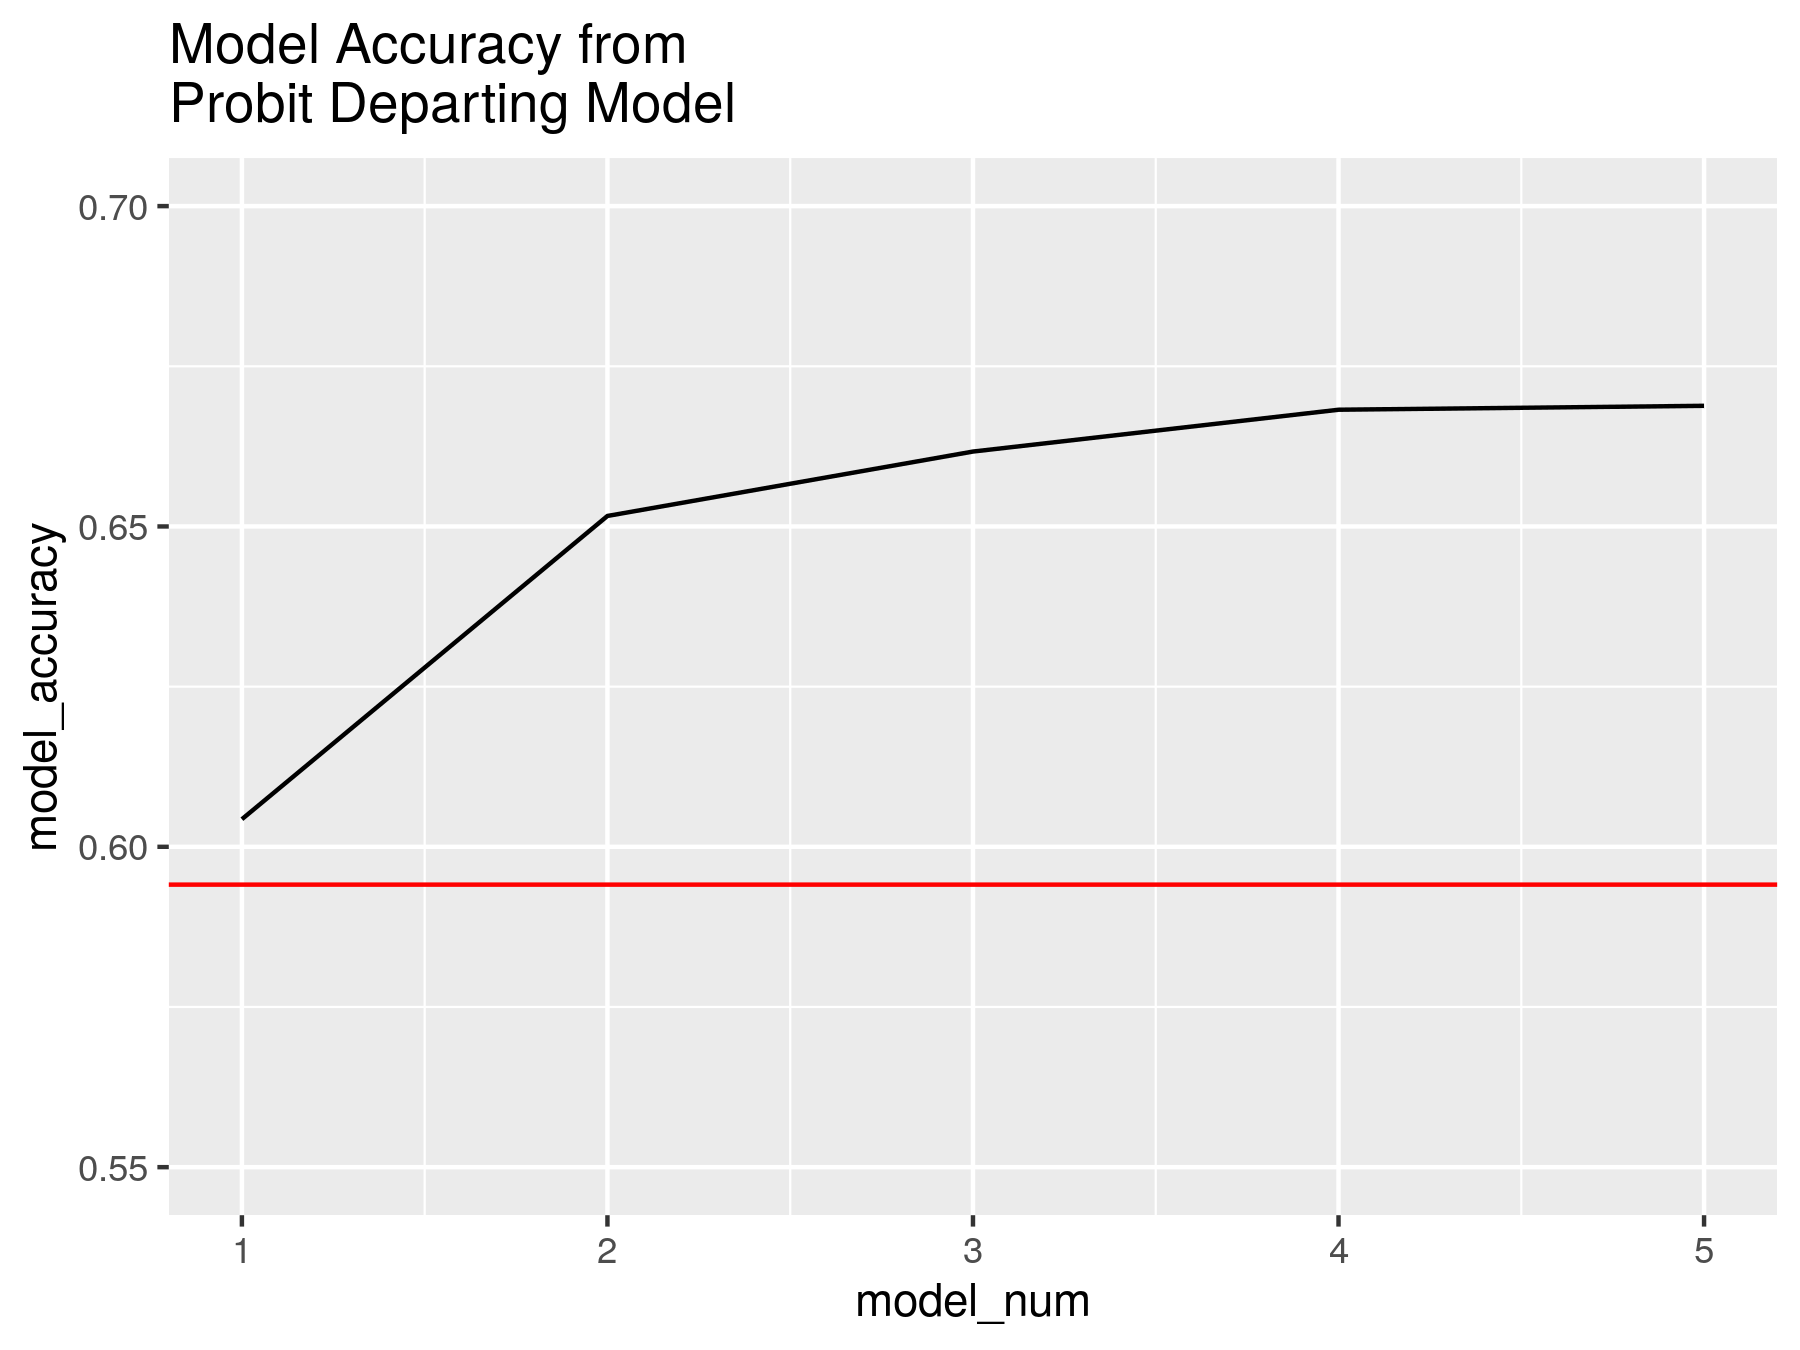 Model Accuracy from
Probit Departing Model
0.70
0.65
0.60
0.55
model_accuracy
1 2 3 4 5
model_num